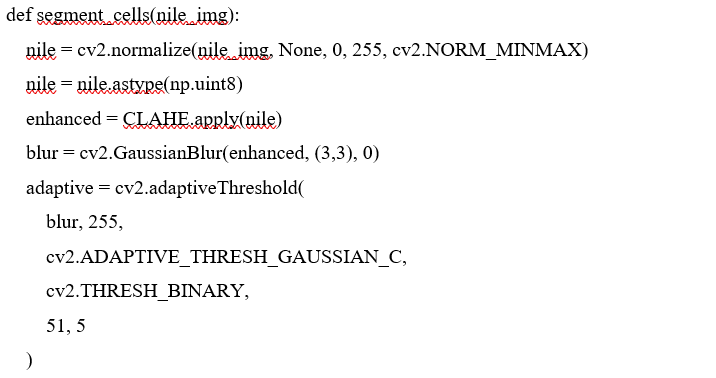 def segment_cells(nile_img):
nile = cv2.normalize(nile_img, None, 0, 255, cv2.NORM_MINMAX)
nile = nile.astype(np.uint8)
enhanced = CLAHE.apply(nile)
blur = cv2.GaussianBlur(enhanced, (3,3), 0)
adaptive = cv2.adaptiveThreshold(
blur, 255,
cv2.ADAPTIVE_THRESH_GAUSSIAN_C,
cv2.THRESH_BINARY,
51, 5
)